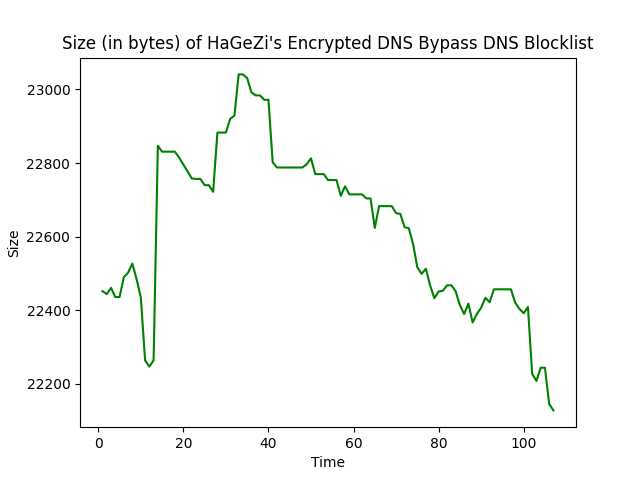 Size (in bytes) of HaGeZi's Encrypted DNS Bypass DNS Blocklist
23000
22800
22600
22400
22200
Size
0 20 40 60 80 100
Time